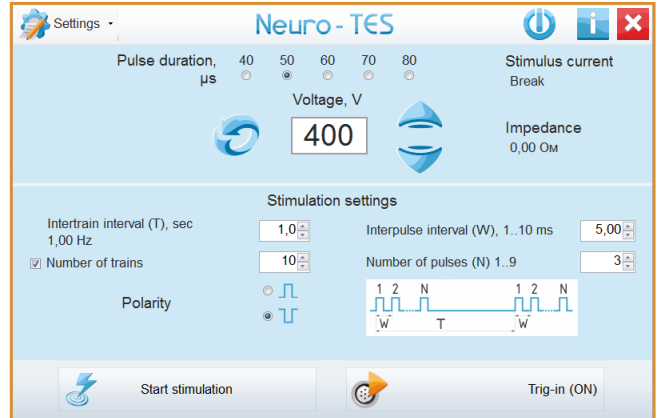 Settings
Neuro - TES
Pulse duration, 40 50 60 70 80
µs
Stimulus current
Break
Voltage, V
400
Impedance
0,00 Ом
Stimulation settings
Intertrain interval (T), sec 1,0
1,00 Hz
Interpulse interval (W), 1..10 ms 5,00
Number of trains 10
Number of pulses (N) 1..9 3
Polarity
1 2 N 1 2 N
W T W
Start stimulation
Trig-in (ON)